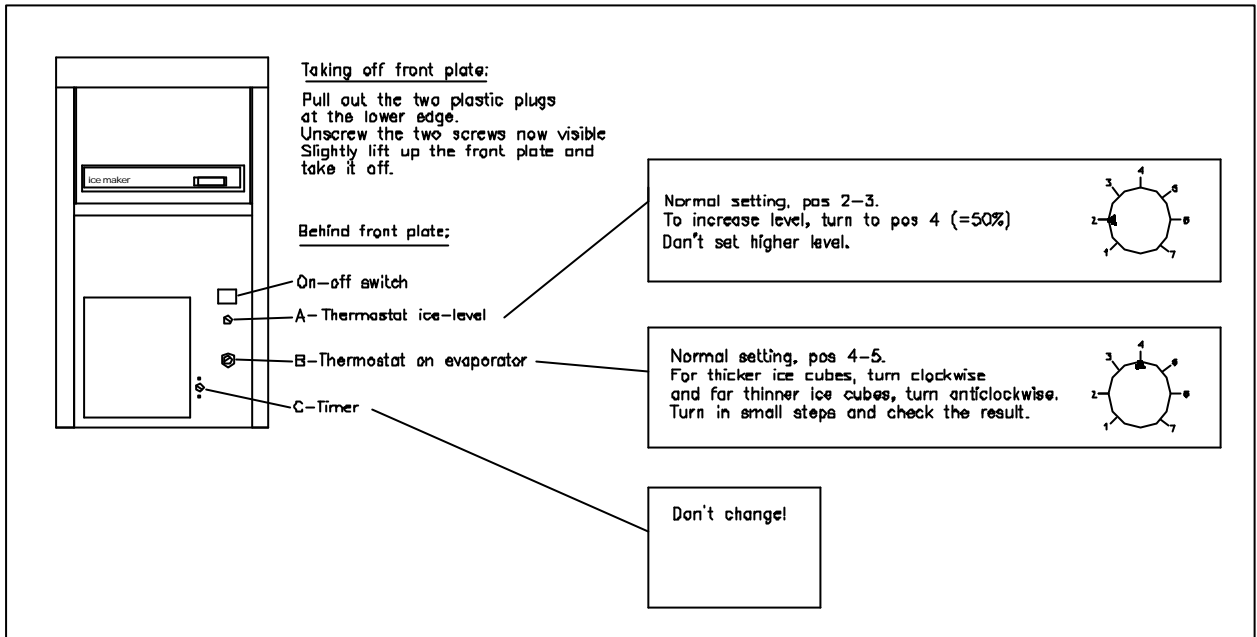 Taking off front plate:
Pull out the two plastic plugs
at the lower edge.
Unscrew the two screws now visible
Slightly lift up the front plate and
take it off.
ice maker
Behind front plate:
On-off switch
A- Thermostat ice-level
B-Thermostat on evaporator
C-Timer
Normal setting, pos 2-3.
To increase level, turn to pos 4 (=50%)
Don't set higher level.
4
3
2
1
7
Normal setting, pos 4-5.
For thicker ice cubes, turn clockwise
and for thinner ice cubes, turn anticlockwise.
Turn in small steps and check the result.
4
3
2
1
7
Don't change!